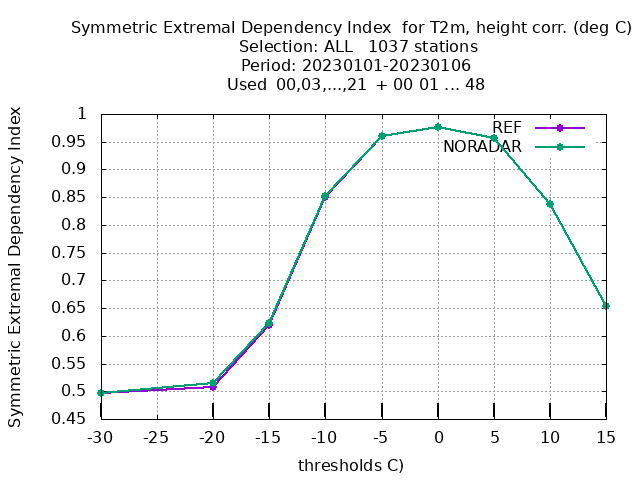 Symmetric Extremal Dependency Index  for T2m, height corr. (deg C)
Selection: ALL   1037 stations
Period: 20230101-20230106
Used  00,03,...,21  + 00 01 ... 48
Symmetric Extremal Dependency Index
1
0.95
0.9
0.85
0.8
0.75
0.7
0.65
0.6
0.55
0.5
0.45
REF
NORADAR
-30 -25 -20 -15 -10 -5 0 5 10 15
thresholds C)